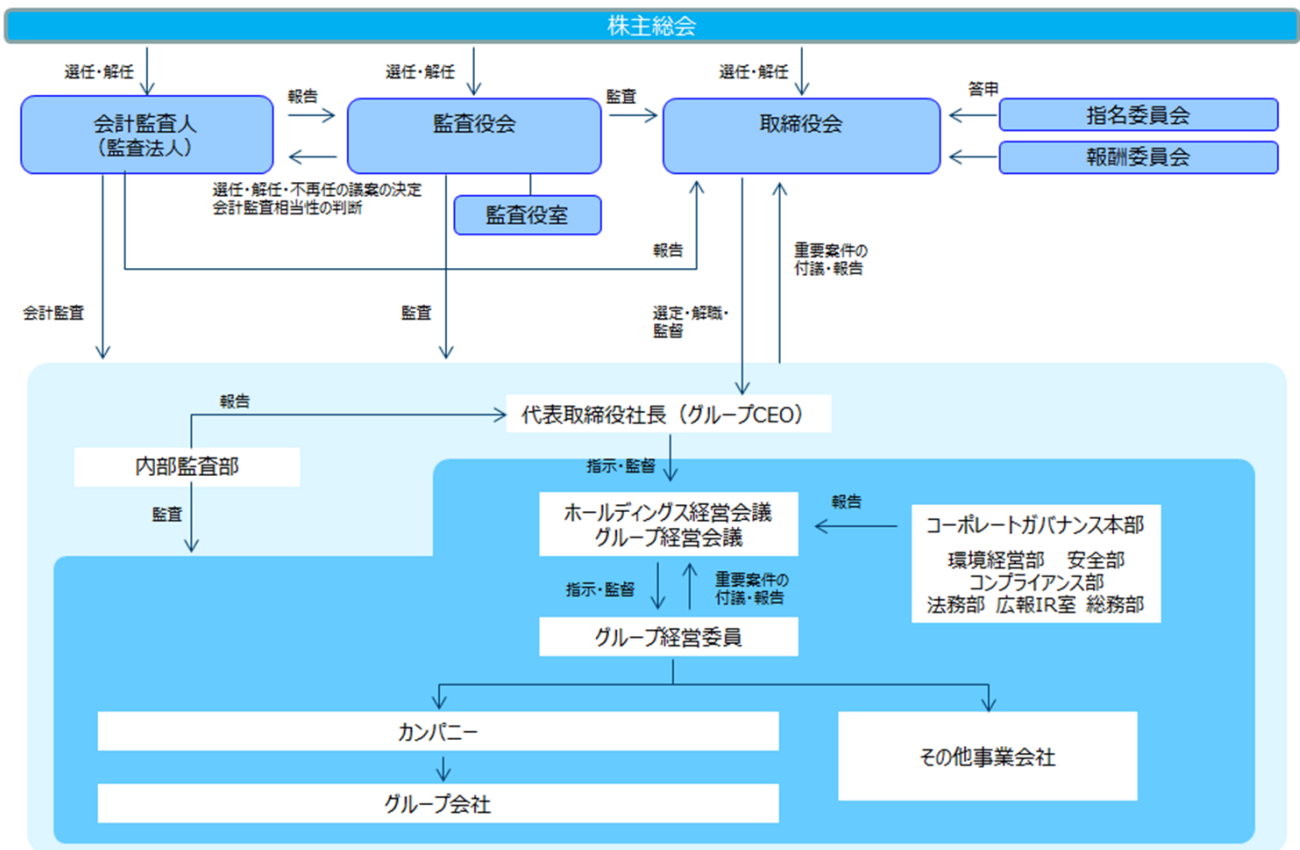 株主総会
選任・解任
選任・解任
選任・解任
会計監査人
（監査法人）
報告
監査役会
監査
取締役会
答申
指名委員会
報酬委員会
選任・解任・不再任の議案の決定
会計監査相当性の判断
監査役室
報告
重要案件の
付議・報告
会計監査
監査
選定・解職・
監督
報告
代表取締役社長（グループCEO）
内部監査部
指示・監督
監査
ホールディングス経営会議
グループ経営会議
報告
コーポレートガバナンス本部
環境経営部 安全部
コンプライアンス部
法務部 広報IR室 総務部
指示・監督
重要案件の
付議・報告
グループ経営委員
カンパニー
その他事業会社
グループ会社